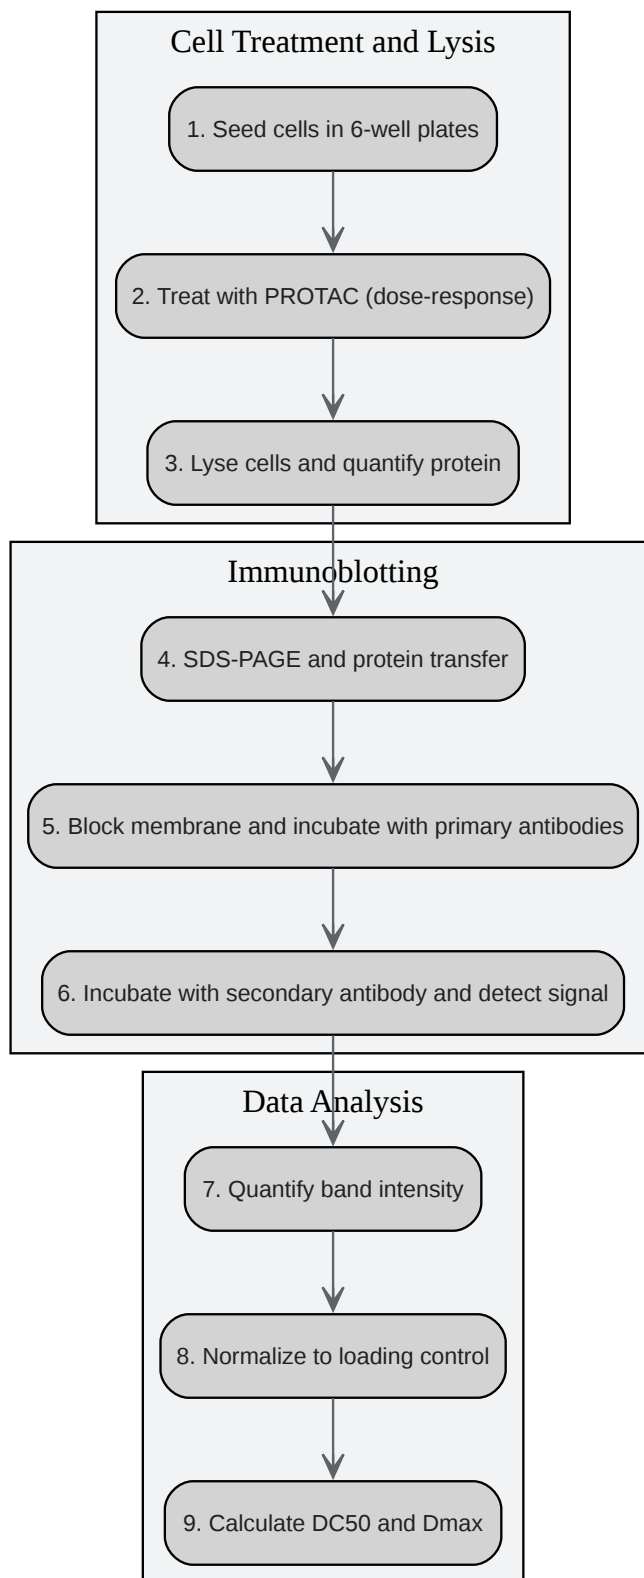 Cell Treatment and Lysis
1. Seed cells in 6-well plates
2. Treat with PROTAC (dose-response)
3. Lyse cells and quantify protein
Immunoblotting
4. SDS-PAGE and protein transfer
5. Block membrane and incubate with primary antibodies
6. Incubate with secondary antibody and detect signal
Data Analysis
7. Quantify band intensity
8. Normalize to loading control
9. Calculate DC50 and Dmax